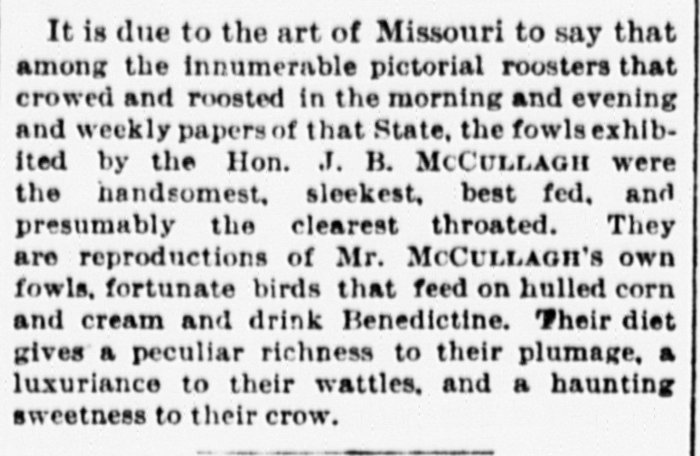 It is due to the art of Missouri to say that
among the innumerable pictorial roosters that
crowed and roosted in the morning and evening
and weekly papers of that State, the fowls exhib-
ited by the Hon. J. B. MCCULLAGH were
the handsomest, sleekest, best fed, and
presumably the clearest throated. They
are reproductions of Mr. MCCULLAGH'S own
fowls, fortunate birds that feed on hulled corn
and cream and drink Benedictine. Their diet
gives a peculiar richness to their plumage, a
luxuriance to their wattles, and a haunting
sweetness to their crow.